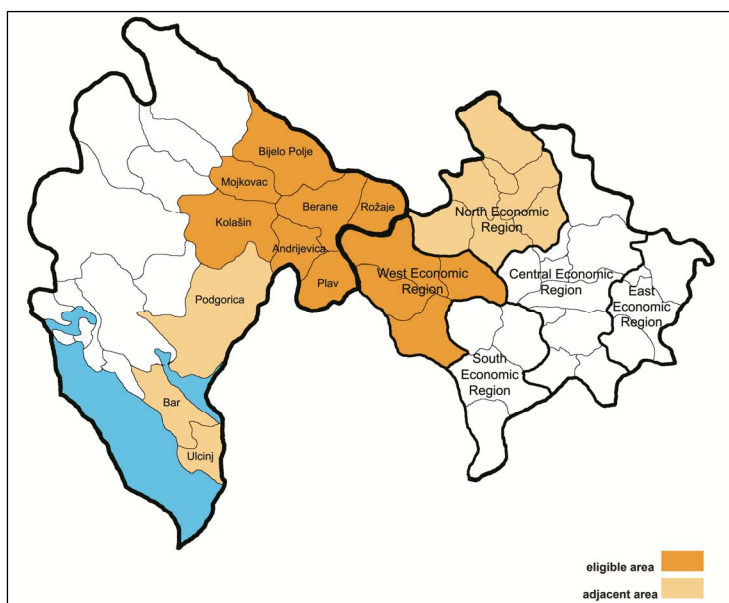 Bijelo Polje
Mojkovac
Berane
Rožaje
Kolašin
Andrijevica
Plav
Podgorica
Bar
Ulcinj
North Economic
Region
West Economic
Region
Central Economic
Region
East
Economic
Region
South
Economic
Region
eligible area
adjacent area